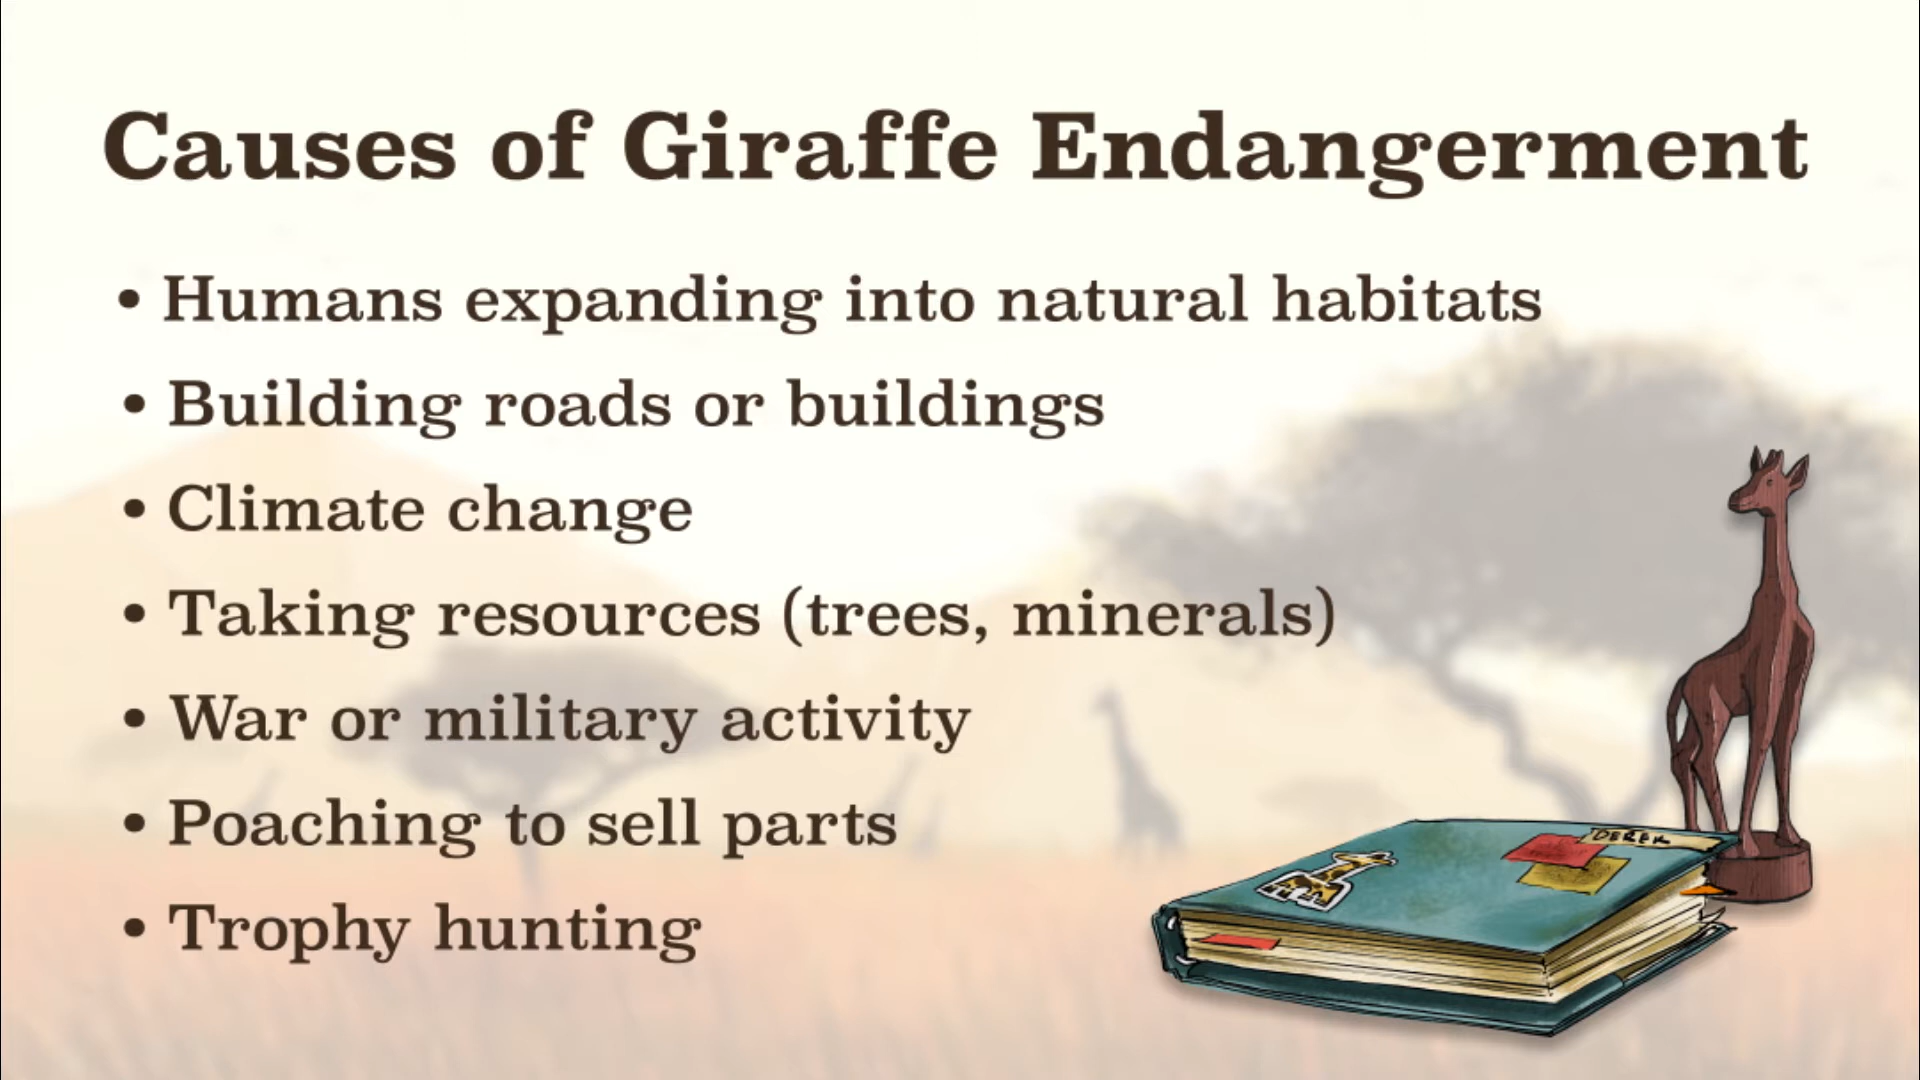 Causes of Giraffe Endangerment
• Humans expanding into natural habitats
• Building roads or buildings
• Climate change
• Taking resources (trees, minerals)
• War or military activity
• Poaching to sell parts
• Trophy hunting
DEREK